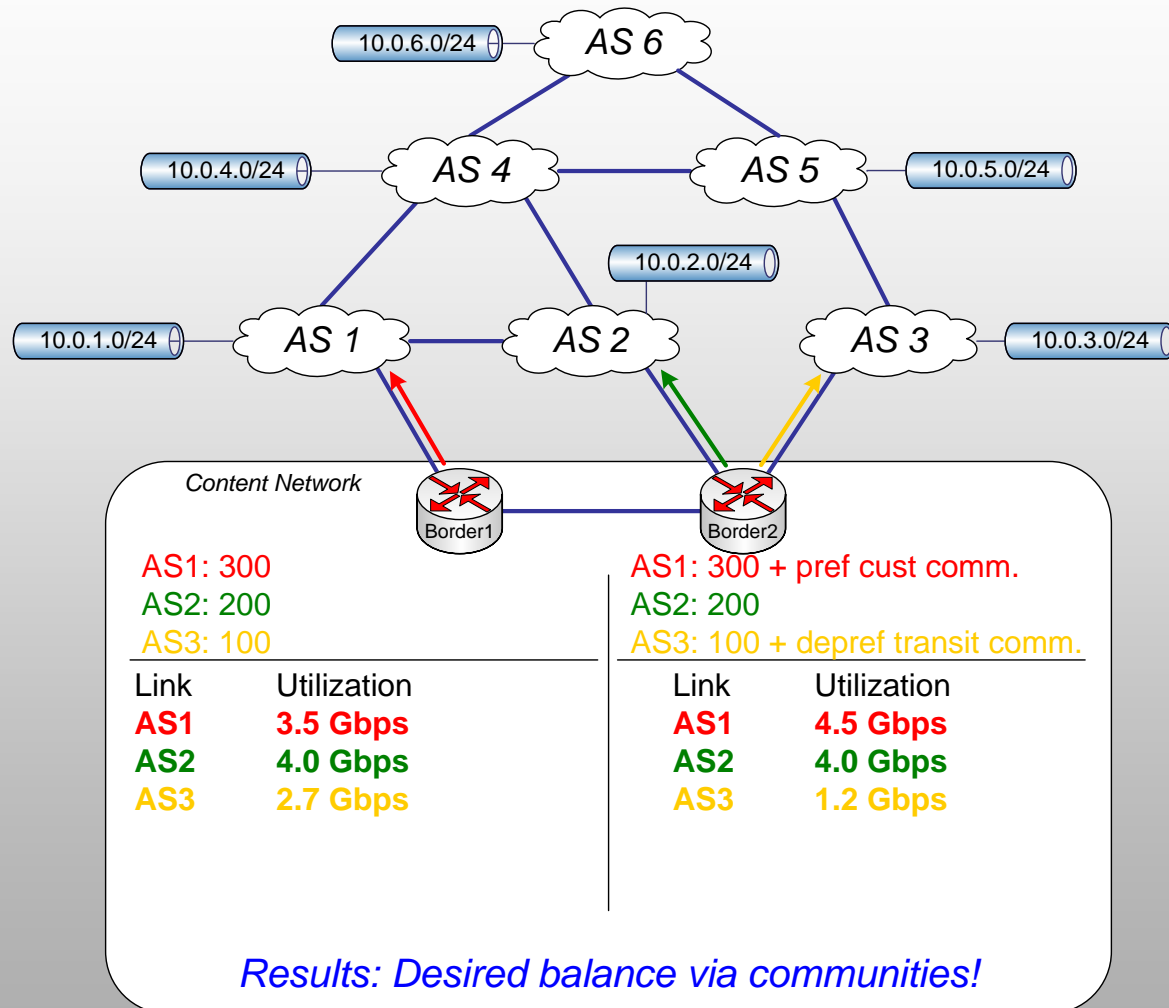 10.0.6.0/24
AS 6
10.0.4.0/24
AS 4
AS 5
10.0.5.0/24
10.0.2.0/24
10.0.1.0/24
AS 1
AS 2
AS 3
10.0.3.0/24
Content Network
Border1
Border2
AS1: 300
AS2: 200
AS3: 100
Link Utilization
AS1 3.5 Gbps
AS2 4.0 Gbps
AS3 2.7 Gbps
AS1: 300 + pref cust comm.
AS2: 200
AS3: 100 + depref transit comm.
Link Utilization
AS1 4.5 Gbps
AS2 4.0 Gbps
AS3 1.2 Gbps
Results: Desired balance via communities!